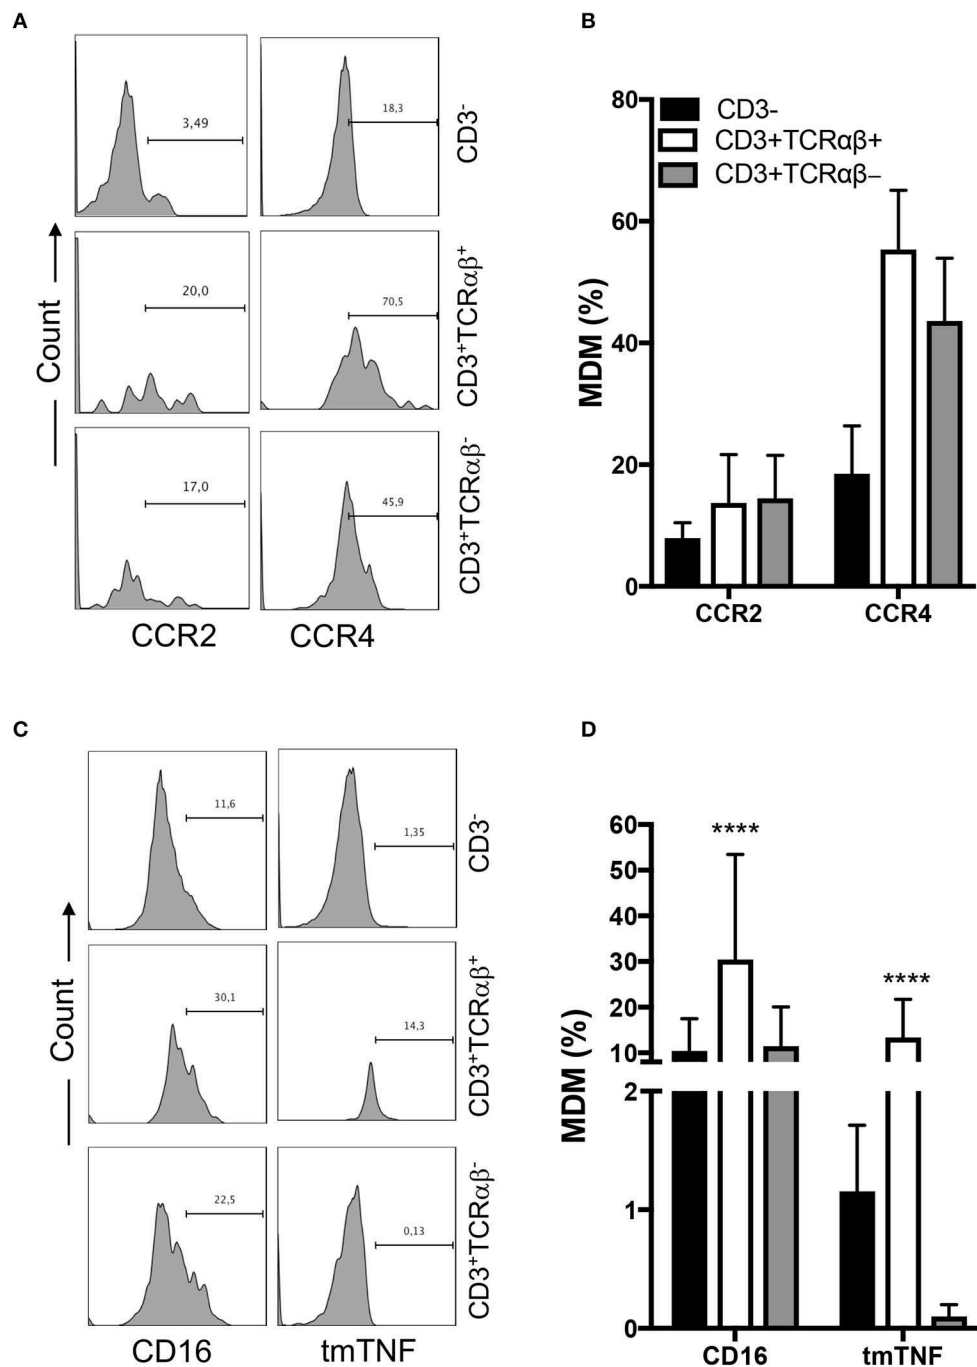 A
3,49
18,3
CD3-
20,0
70,5
CD3+TCRαβ+
17,0
45,9
CD3+TCRαβ-
Count
CCR2
CCR4
B
80
60
40
20
0
MDM (%)
CD3-
CD3+TCRαβ+
CD3+TCRαβ–
CCR2
CCR4
C
11,6
1,35
CD3-
30,1
14,3
CD3+TCRαβ+
22,5
0,13
CD3+TCRαβ-
Count
CD16
tmTNF
D
60
50
40
30
20
10
2
1
0
MDM (%)
****
****
CD16
tmTNF